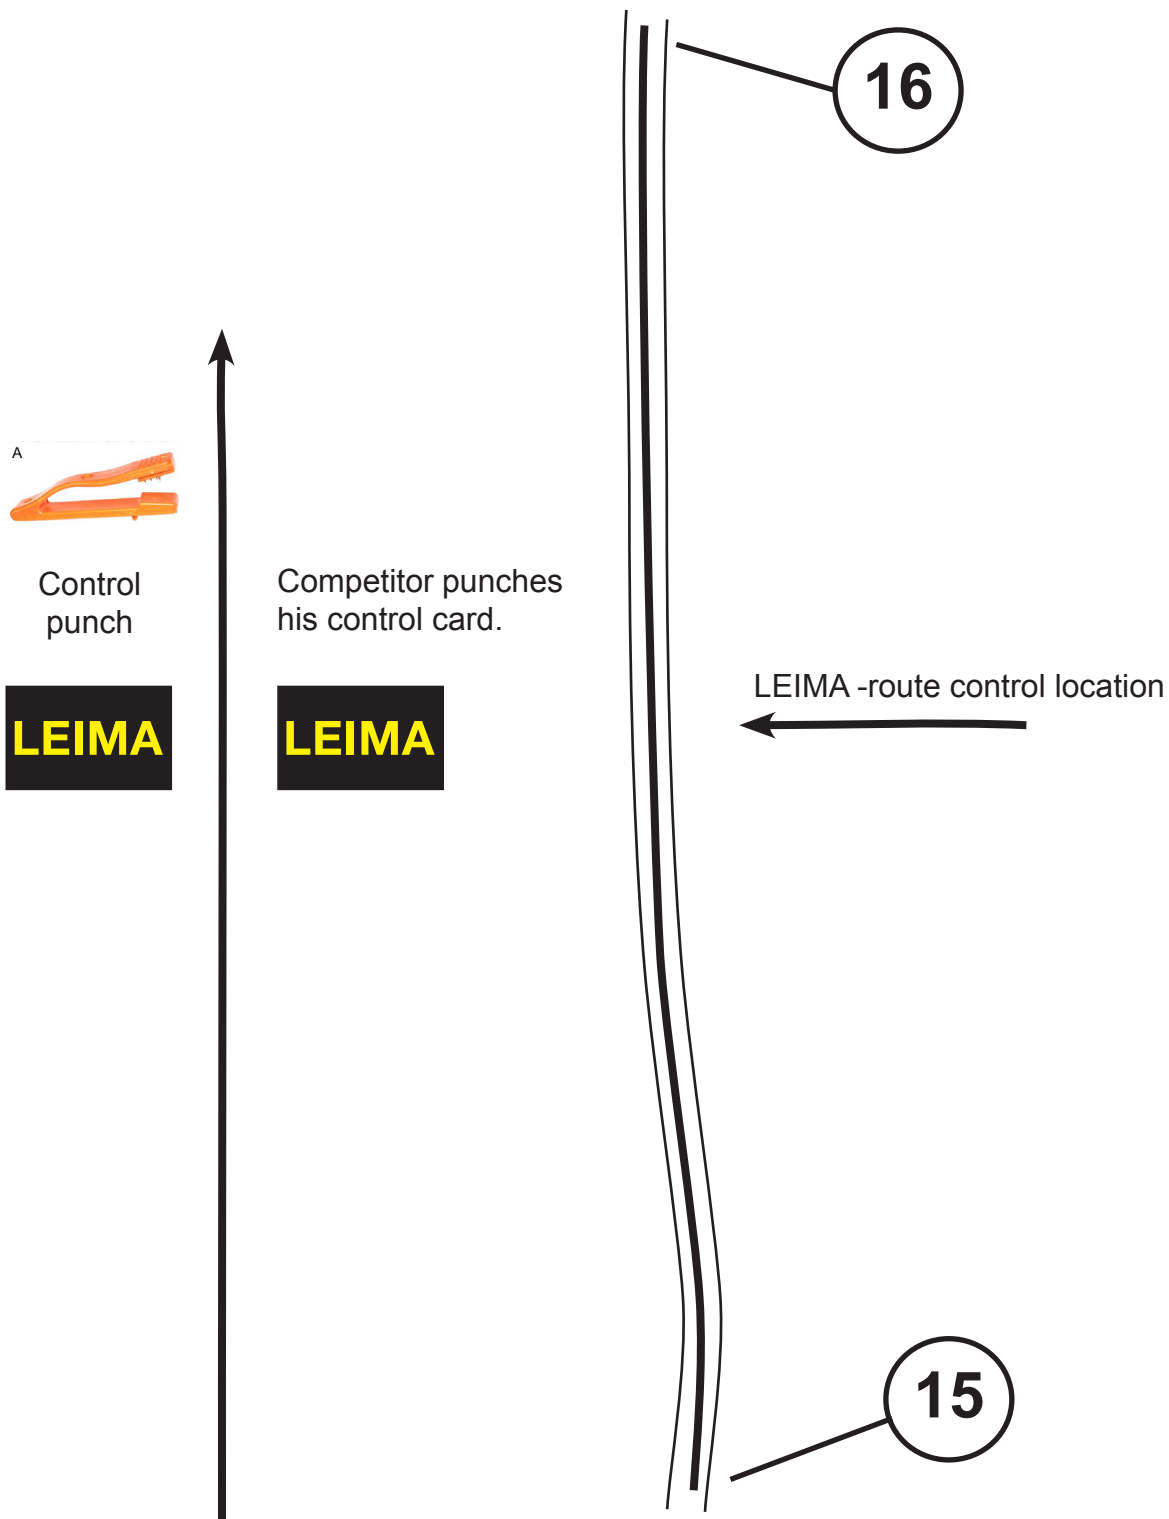 16
A
Control
punch
Competitor punches
his control card.
LEIMA
LEIMA
LEIMA -route control location
15